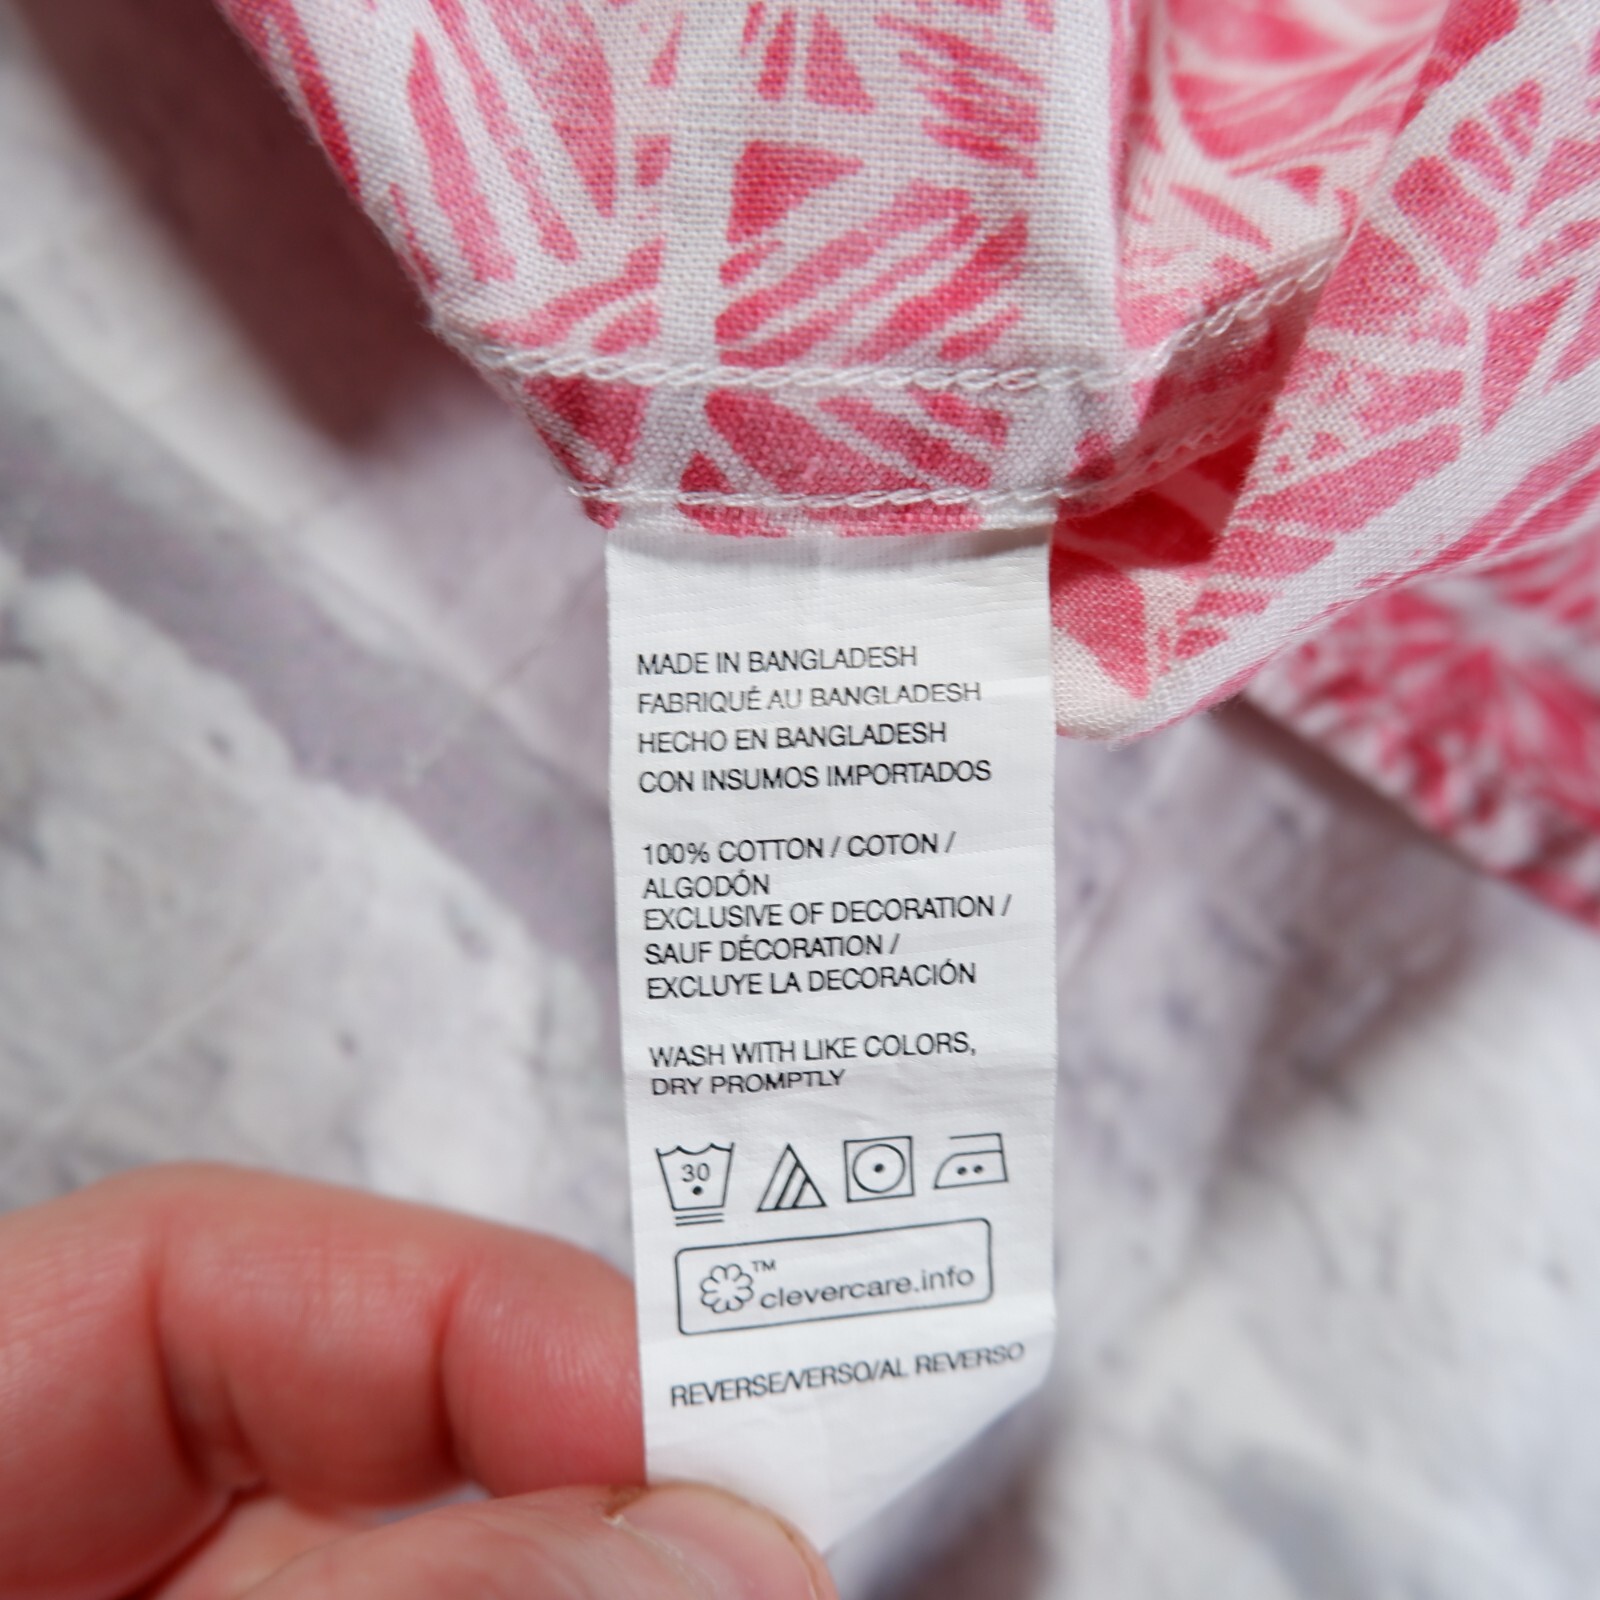 MADE IN BANGLADESH
FABRIQUÉ AU BANGLADESH
HECHO EN BANGLADESH
CON INSUMOS IMPORTADOS
100% COTTON / COTON /
ALGODÓN
EXCLUSIVE OF DECORATION /
SAUF DÉCORATION /
EXCLUYE LA DECORACIÓN
WASH WITH LIKE COLORS,
DRY PROMPTLY
30
™ clevercare.info
REVERSE/VERSO/AL REVERSO